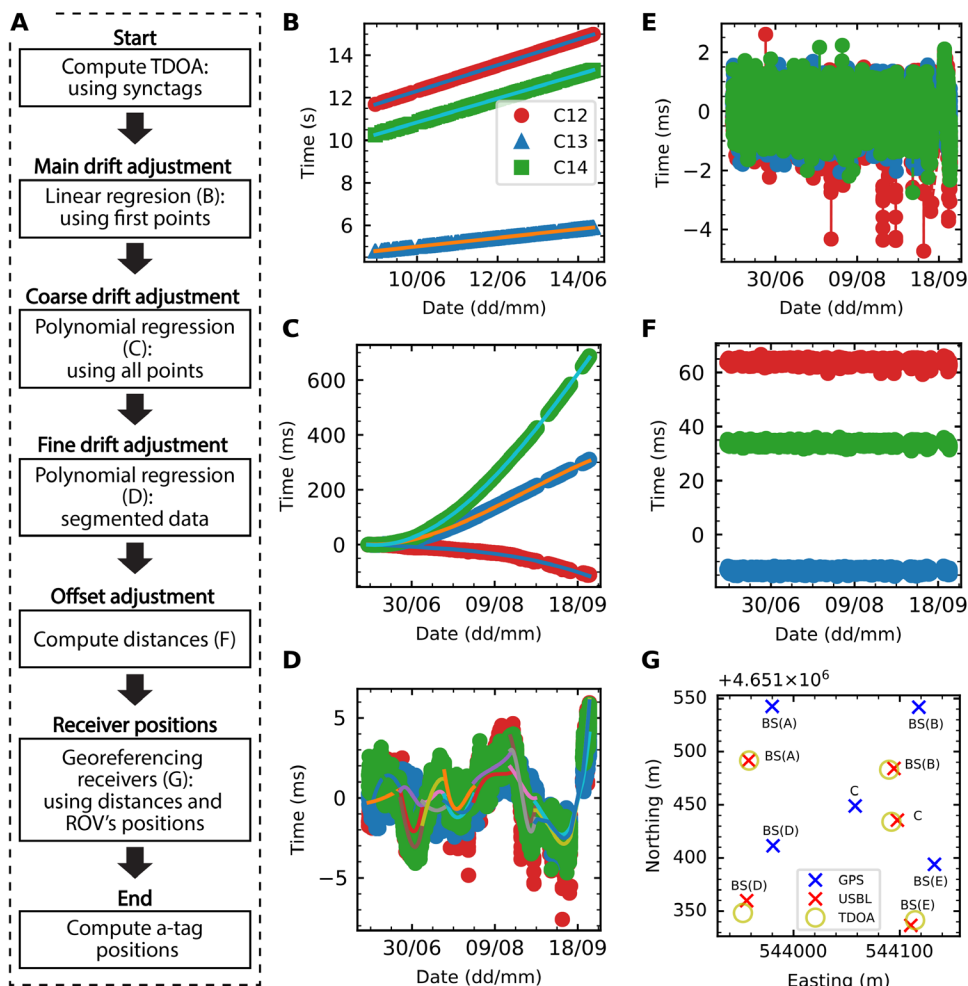 A
Start
Compute TDOA:
using synctags
Main drift adjustment
Linear regresion (B):
using first points
Coarse drift adjustment
Polynomial regression
(C):
using all points
Fine drift adjustment
Polynomial regression
(D):
segmented data
Offset adjustment
Compute distances (F)
Receiver positions
Georeferencing
receivers (G):
using distances and
ROV's positions
End
Compute a-tag
positions
B
Time (s)
14
12
10
8
6
C12
C13
C14
10/06
12/06
14/06
Date (dd/mm)
C
Time (ms)
600
400
200
0
30/06
09/08
18/09
Date (dd/mm)
D
Time (ms)
5
0
−5
30/06
09/08
18/09
Date (dd/mm)
E
Time (ms)
2
0
−2
−4
30/06
09/08
18/09
Date (dd/mm)
F
Time (ms)
60
40
20
0
30/06
09/08
18/09
Date (dd/mm)
G
+4.651×10⁶
Northing (m)
550
500
450
400
350
BS(A)
BS(B)
BS(A)
BS(B)
C
C
BS(D)
BS(E)
BS(D)
BS(E)
GPS
USBL
TDOA
544000
544100
Easting (m)